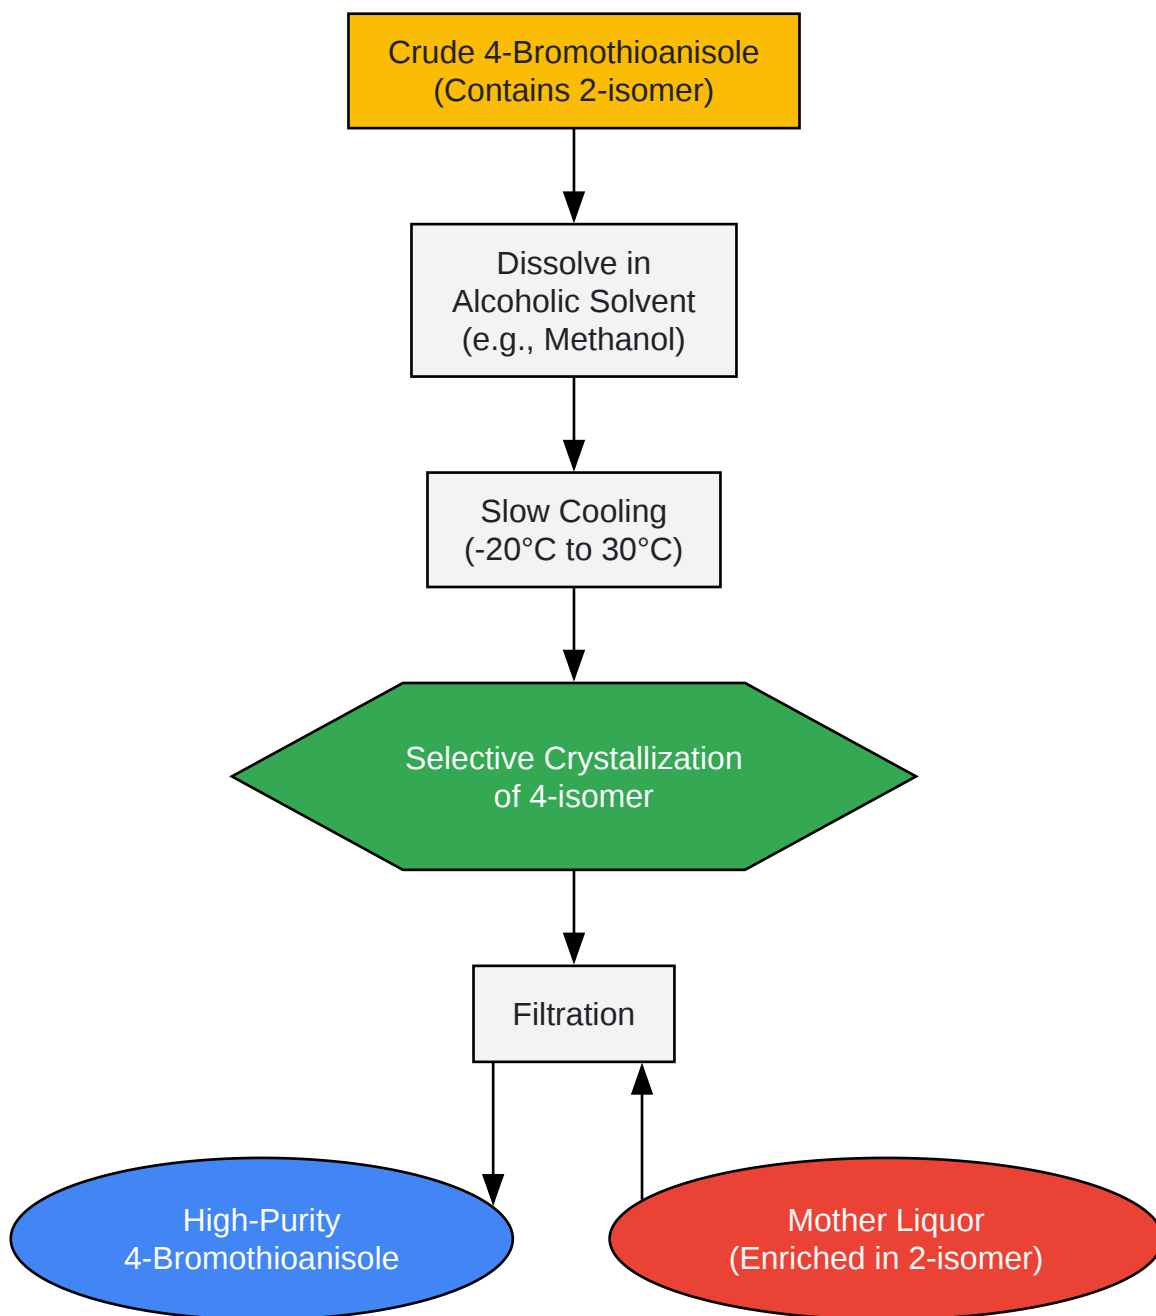 Crude 4-Bromothioanisole
(Contains 2-isomer)
Dissolve in
Alcoholic Solvent
(e.g., Methanol)
Slow Cooling
(-20°C to 30°C)
Selective Crystallization
of 4-isomer
Filtration
High-Purity
4-Bromothioanisole
Mother Liquor
(Enriched in 2-isomer)